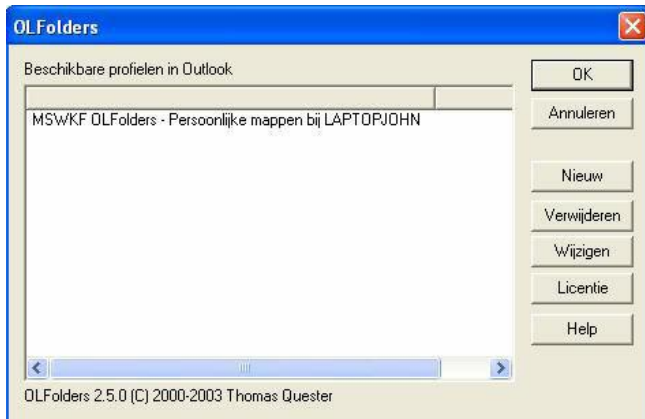 OLFolders
Beschikbare profielen in Outlook
MSWKF OLFolders - Persoonlijke mappen bij LAPTOPJOHN
OK
Annuleren
Nieuw
Verwijderen
Wijzigen
Licentie
Help
OLFolders 2.5.0 (C) 2000-2003 Thomas Quester